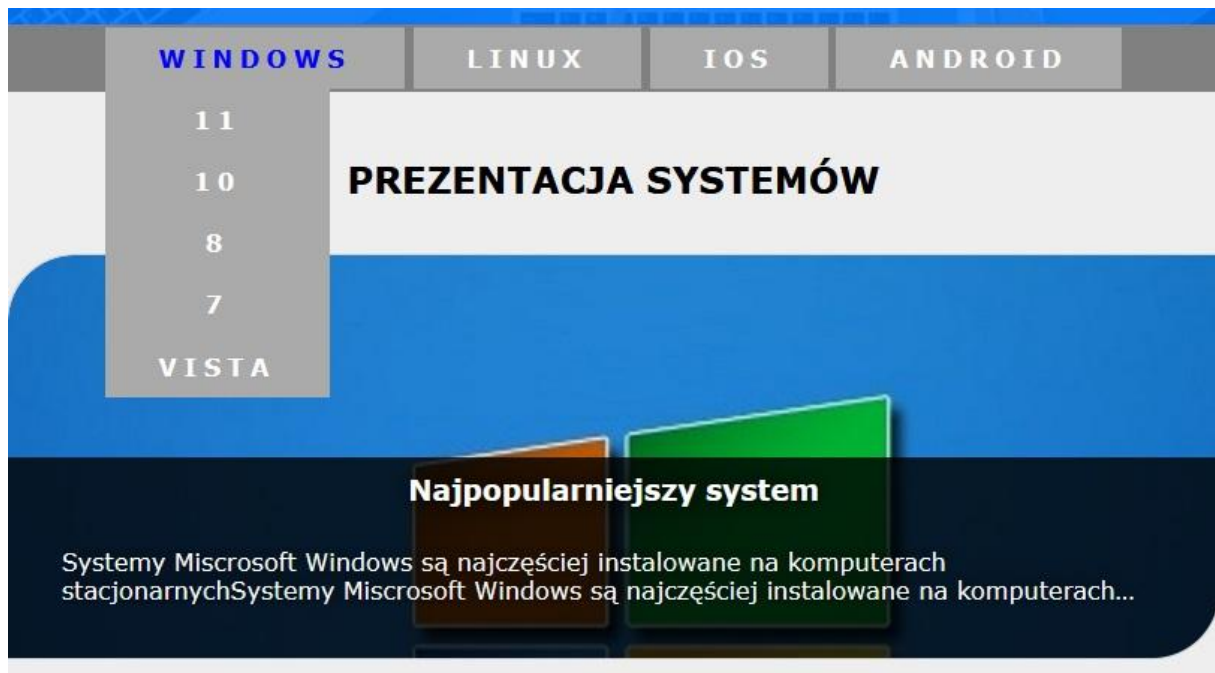 WINDOWS LINUX IOS ANDROID
11
10
8
7
VISTA
PREZENTACJA SYSTEMÓW
Najpopularniejszy system
Systemy Miscrosoft Windows są najczęściej instalowane na komputerach
stacjonarnychSystemy Miscrosoft Windows są najczęściej instalowane na komputerach...